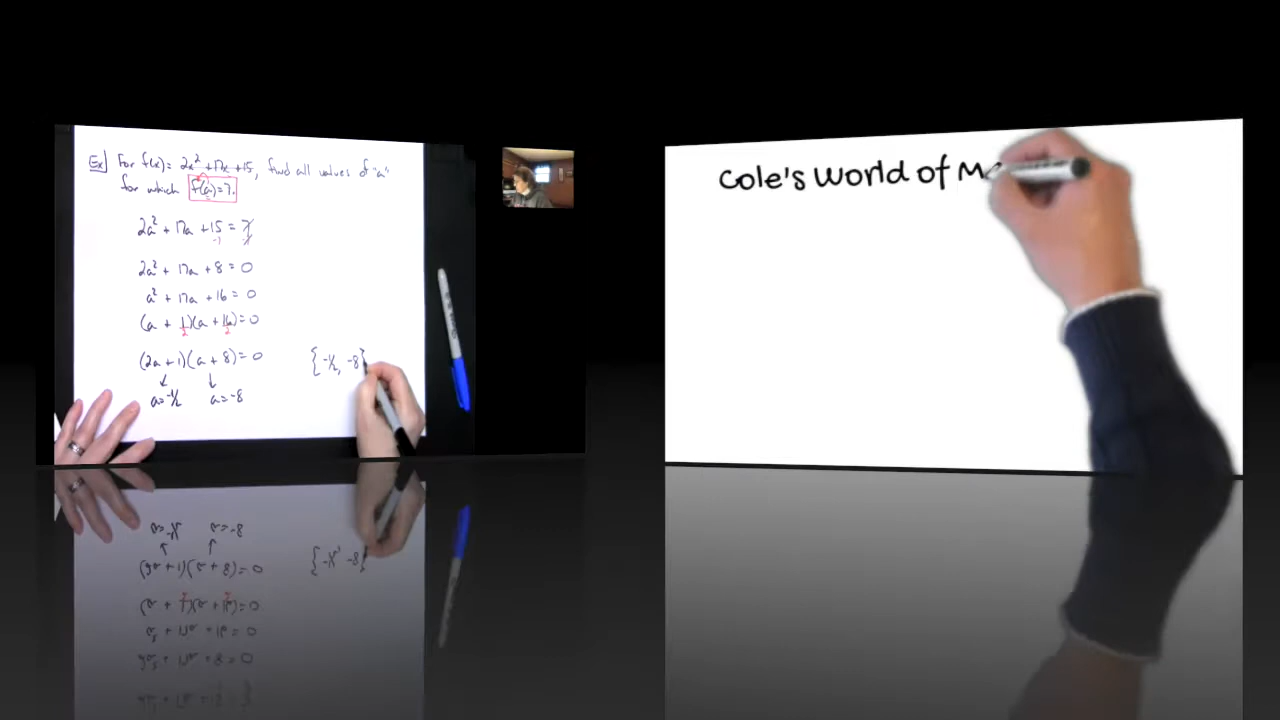 Ex] For f(x) = 2x² + 17x + 15, find all values of "a"
for which f(a) = 7.
2a² + 17a + 15 = 7
-7 -7
2a² + 17a + 8 = 0
a² + 17a + 16 = 0
(a + 1)(a + 16) = 0
2 2
(2a + 1)(a + 8) = 0
a = -1/2 a = -8
{-1/2, -8}
Cole's World of M